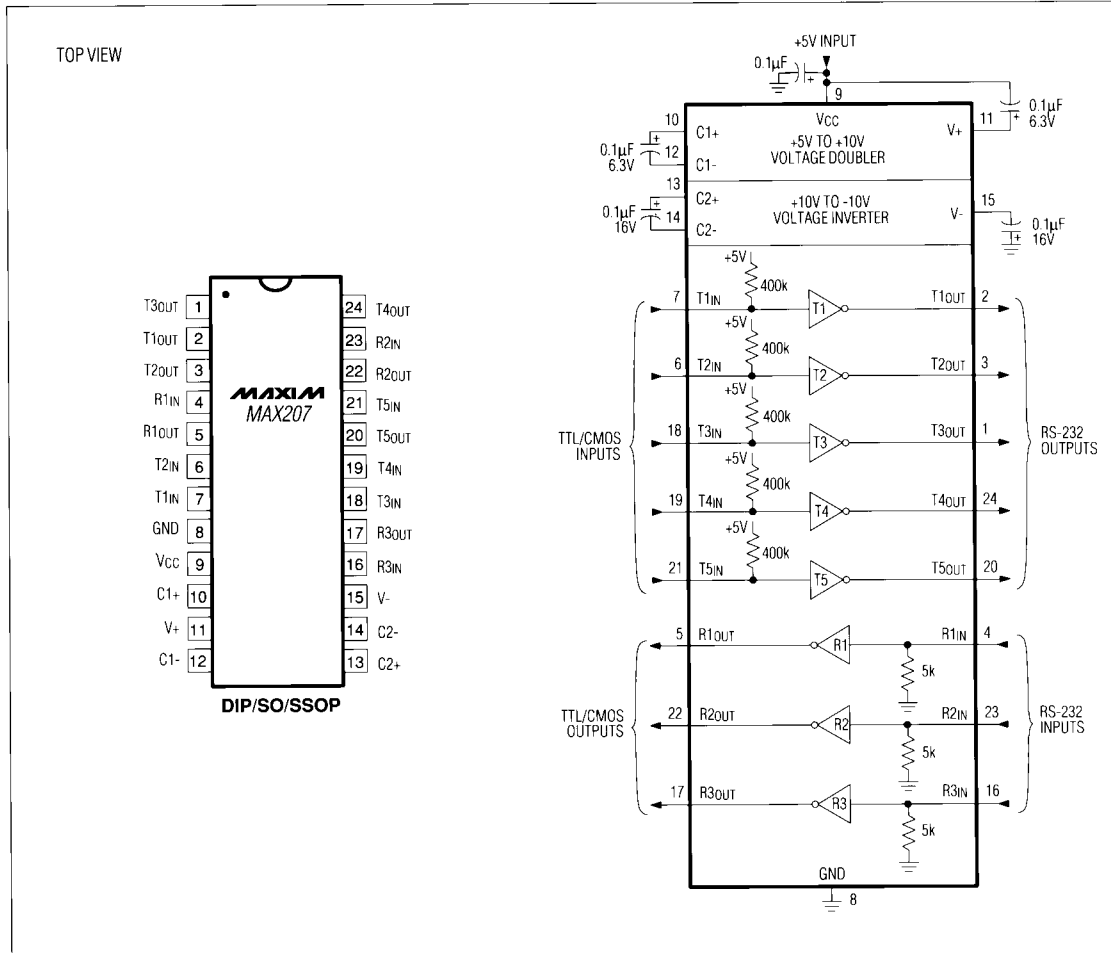 TOP VIEW
T3OUT 1
T1OUT 2
T2OUT 3
R1IN 4
R1OUT 5
T2IN 6
T1IN 7
GND 8
VCC 9
C1+ 10
V+ 11
C1- 12
24 T4OUT
23 R2IN
22 R2OUT
21 T5IN
20 T5OUT
19 T4IN
18 T3IN
17 R3OUT
16 R3IN
15 V-
14 C2-
13 C2+
MAXIM
MAX207
DIP/SO/SSOP
+5V INPUT
0.1µF
+
9
VCC
+5V TO +10V
VOLTAGE DOUBLER
10
C1+
+
0.1µF
6.3V
12
C1-
11
V+
0.1µF
+ 6.3V
13
C2+
+
0.1µF
16V
14
C2-
+10V TO -10V
VOLTAGE INVERTER
15
V-
0.1µF
+
16V
+5V
400k
7 T1IN T1 T1OUT 2
+5V
400k
6 T2IN T2 T2OUT 3
+5V
400k
18 T3IN T3 T3OUT 1
+5V
400k
19 T4IN T4 T4OUT 24
+5V
400k
21 T5IN T5 T5OUT 20
TTL/CMOS
INPUTS
RS-232
OUTPUTS
5 R1OUT R1 R1IN 4
5k
22 R2OUT R2 R2IN 23
5k
17 R3OUT R3 R3IN 16
5k
TTL/CMOS
OUTPUTS
RS-232
INPUTS
GND
8